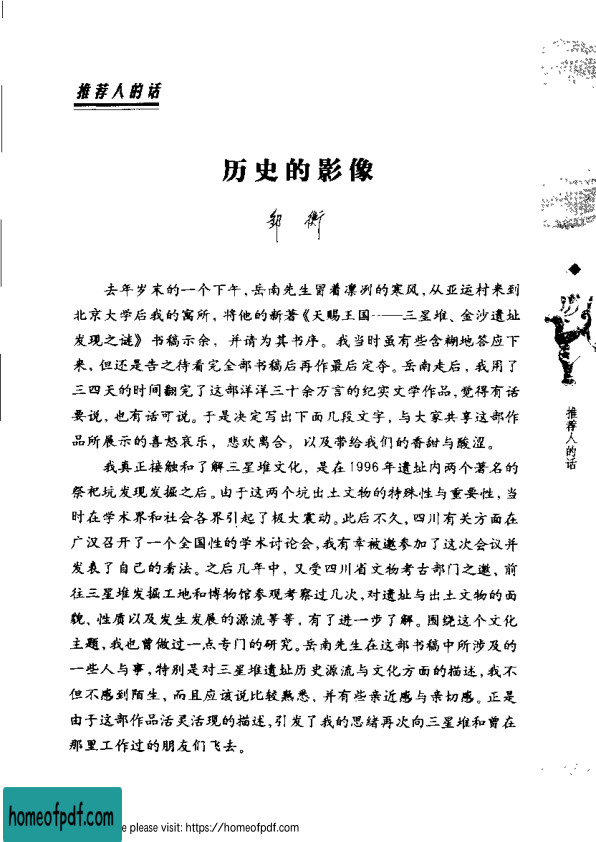 推荐人的话
历史的影像
邹 衡
去年岁末的一个下午，岳南先生冒着凛冽的寒风，从亚运村来到
北京大学后我的寓所，将他的新著《天赐王国——三星堆、金沙遗址
发现之谜》书稿示余，并请为其书序。我当时虽有些含糊地答应下
来，但还是告之待看完全部书稿后再作最后定夺。岳南走后，我用了
三四天的时间翻完了这部洋洋三十余万言的纪实文学作品，觉得有话
要说，也有话可说。于是决定写出下面几段文字，与大家共享这部作
品所展示的喜怒哀乐，悲欢离合，以及带给我们的香甜与酸涩。
我真正接触和了解三星堆文化，是在1996年遗址内两个著名的
祭祀坑发现发掘之后。由于这两个坑出土文物的特殊性与重要性，当
时在学术界和社会各界引起了极大震动。此后不久，四川有关方面在
广汉召开了一个全国性的学术讨论会，我有幸被邀参加了这次会议并
发表了自己的看法。之后几年中，又受四川省文物考古部门之邀、前
往三星堆发掘工地和博物馆参观考察过几次，对遗址与出土文物的面
貌、性质以及发生发展的源流等等，有了进一步了解。围绕这个文化
主题，我也曾做过一点专门的研究。岳南先生在这部书稿中所涉及的
一些人与事，特别是对三星堆遗址历史源流与文化方面的描述，我不
但不感到陌生、而且应该说比较熟悉，并有些亲近感与亲切感。正是
由于这部作品活灵活现的描述，引发了我的思绪再次向三星堆和曾在
那里工作过的朋友们飞去。
推荐人的话
homeofpdf.com
e please visit: https://homeofpdf.com